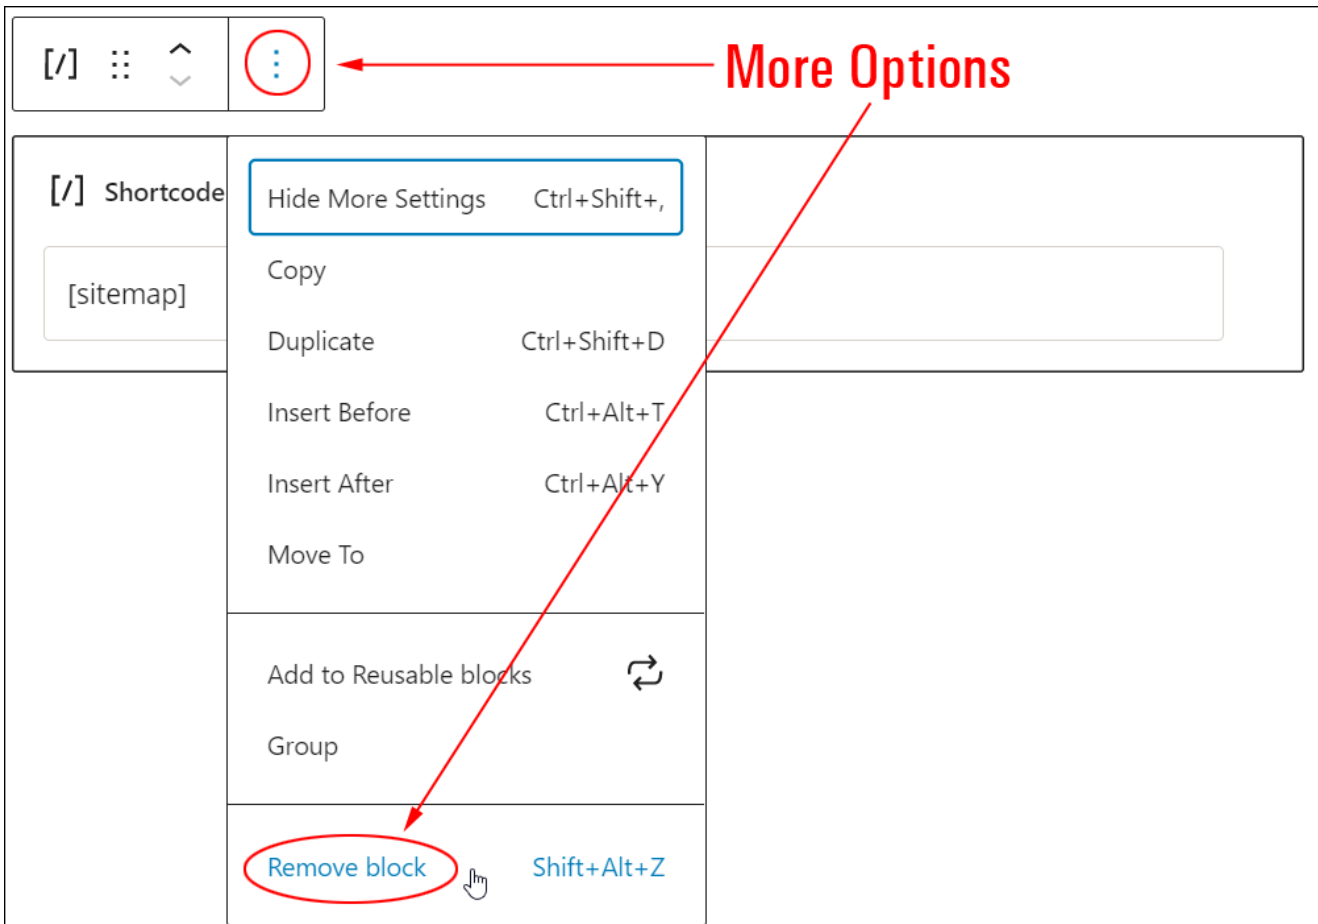 [/]
More Options
[/] Shortcode
[sitemap]
Hide More Settings Ctrl+Shift+,
Copy
Duplicate Ctrl+Shift+D
Insert Before Ctrl+Alt+T
Insert After Ctrl+Alt+Y
Move To
Add to Reusable blocks
Group
Remove block Shift+Alt+Z